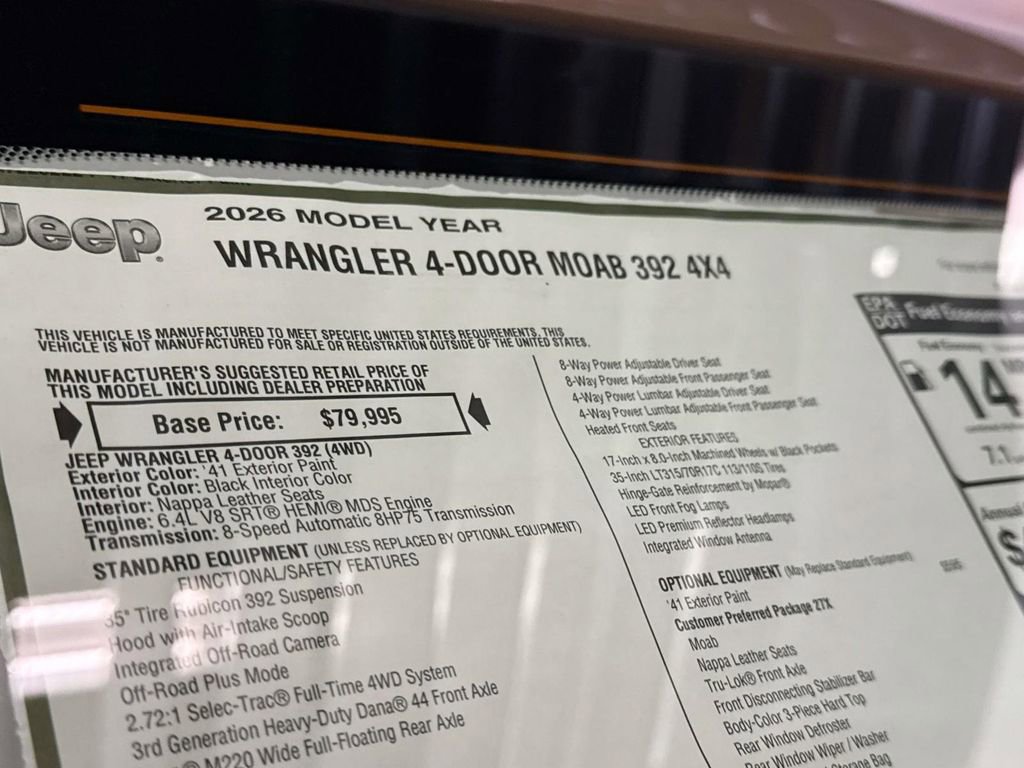 Jeep
2026 MODEL YEAR
WRANGLER 4-DOOR MOAB 392 4X4
THIS VEHICLE IS MANUFACTURED TO MEET SPECIFIC UNITED STATES REQUIREMENTS. THIS
VEHICLE IS NOT MANUFACTURED FOR SALE OR REGISTRATION OUTSIDE OF THE UNITED STATES.
MANUFACTURER'S SUGGESTED RETAIL PRICE OF
THIS MODEL INCLUDING DEALER PREPARATION
Base Price: $79,995
JEEP WRANGLER 4-DOOR 392 (4WD)
Exterior Color: '41 Exterior Paint
Interior Color: Black Interior Color
Interior: Nappa Leather Seats
Engine: 6.4L V8 SRT® HEMI® MDS Engine
Transmission: 8-Speed Automatic 8HP75 Transmission
STANDARD EQUIPMENT (UNLESS REPLACED BY OPTIONAL EQUIPMENT)
FUNCTIONAL/SAFETY FEATURES
35" Tire Rubicon 392 Suspension
Hood with Air-Intake Scoop
Integrated Off-Road Camera
Off-Road Plus Mode
2.72:1 Selec-Trac® Full-Time 4WD System
3rd Generation Heavy-Duty Dana® 44 Front Axle
M220 Wide Full-Floating Rear Axle
8-Way Power Adjustable Driver Seat
8-Way Power Adjustable Front Passenger Seat
4-Way Power Lumbar Adjustable Driver Seat
4-Way Power Lumbar Adjustable Front Passenger Seat
Heated Front Seats
EXTERIOR FEATURES
17-Inch x 8.0-Inch Machined Wheels w/ Black Pockets
35-Inch LT315/70R17C 113/110S Tires
Hinge-Gate Reinforcement by Mopar®
LED Front Fog Lamps
LED Premium Reflector Headlamps
Integrated Window Antenna
OPTIONAL EQUIPMENT (May Replace Standard Equipment)
'41 Exterior Paint $595
Customer Preferred Package 27X
Moab
Nappa Leather Seats
Tru-Lok® Front Axle
Front Disconnecting Stabilizer Bar
Body-Color 3-Piece Hard Top
Rear Window Defroster
Rear Window Wiper / Washer
Storage Bag
EPA
DOT
Fuel Economy
Fuel Economy
14
7.1
Annual
$